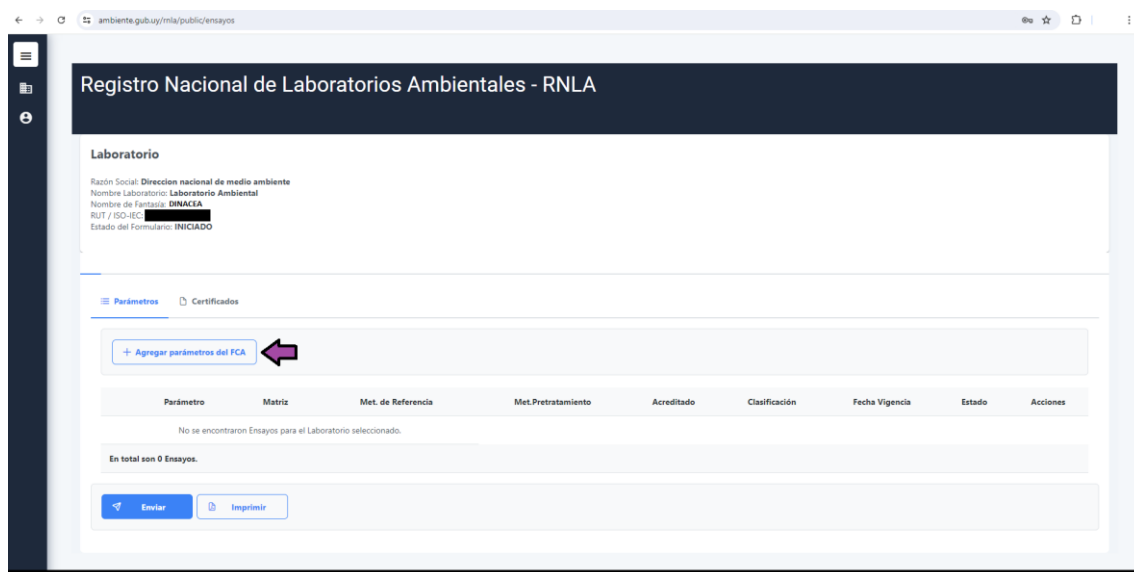 ambiente.gub.uy/rnla/public/ensayos
Registro Nacional de Laboratorios Ambientales - RNLA
Laboratorio
Razón Social: Direccion nacional de medio ambiente
Nombre Laboratorio: Laboratorio Ambiental
Nombre de Fantasía: DINACEA
RUT / ISO-IEC:
Estado del Formulario: INICIADO
Parámetros Certificados
+ Agregar parámetros del FCA
Parámetro Matriz Met. de Referencia Met.Pretratamiento Acreditado Clasificación Fecha Vigencia Estado Acciones
No se encontraron Ensayos para el Laboratorio seleccionado.
En total son 0 Ensayos.
Enviar Imprimir